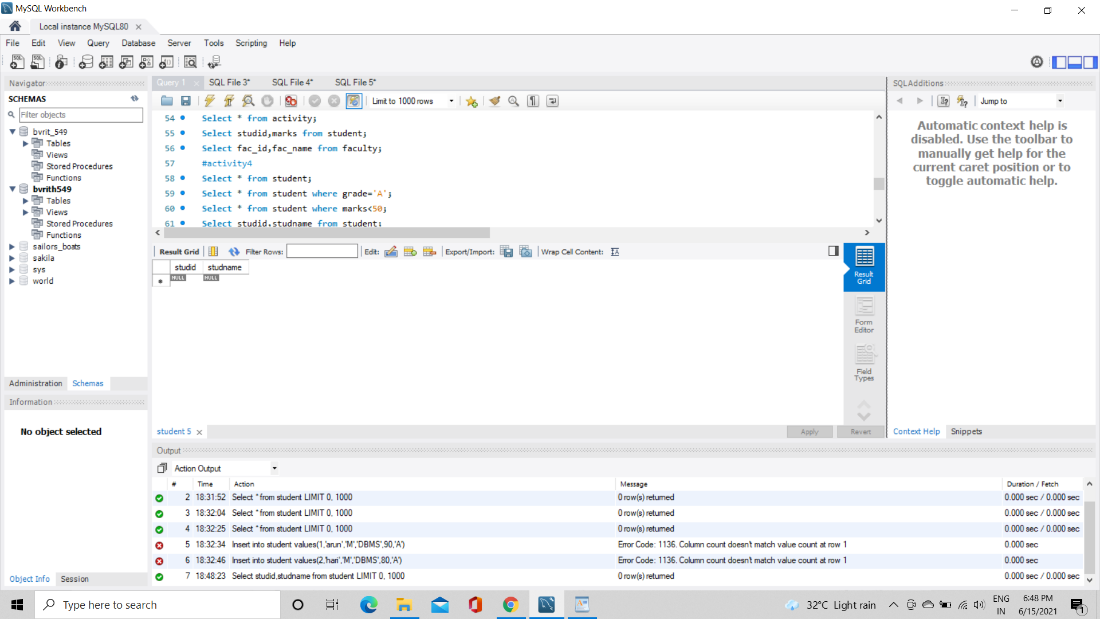 MySQL Workbench
Local instance MySQL80 ×
File Edit View Query Database Server Tools Scripting Help
Navigator
SCHEMAS
Filter objects
bvrit_549
Tables
Views
Stored Procedures
Functions
bvrith549
Tables
Views
Stored Procedures
Functions
sailors_boats
sakila
sys
world
Administration Schemas
Information
No object selected
Object Info Session
Query 1 SQL File 3* SQL File 4* SQL File 5*
Limit to 1000 rows
54 Select * from activity;
55 Select studid,marks from student;
56 Select fac_id,fac_name from faculty;
57 #activity4
58 Select * from student;
59 Select * from student where grade='A';
60 Select * from student where marks<50;
61 Select studid,studname from student;
Result Grid Filter Rows: Edit: Export/Import: Wrap Cell Content:
studid studname
NULL NULL
Result Grid
Form Editor
Field Types
student 5 ×
Apply Revert
SQLAdditions
Jump to
Automatic context help is
disabled. Use the toolbar to
manually get help for the
current caret position or to
toggle automatic help.
Context Help Snippets
Output
Action Output
# Time Action Message Duration / Fetch
2 18:31:52 Select * from student LIMIT 0, 1000 0 row(s) returned 0.000 sec / 0.000 sec
3 18:32:04 Select * from student LIMIT 0, 1000 0 row(s) returned 0.000 sec / 0.000 sec
4 18:32:25 Select * from student LIMIT 0, 1000 0 row(s) returned 0.000 sec / 0.000 sec
5 18:32:34 Insert into student values(1,'arun','M','DBMS',90,'A') Error Code: 1136. Column count doesn't match value count at row 1 0.000 sec
6 18:32:46 Insert into student values(2,'hari','M','DBMS',80,'A') Error Code: 1136. Column count doesn't match value count at row 1 0.000 sec
7 18:48:23 Select studid,studname from student LIMIT 0, 1000 0 row(s) returned 0.000 sec / 0.000 sec
Type here to search
32°C Light rain
ENG
IN
6:48 PM
6/15/2021
1